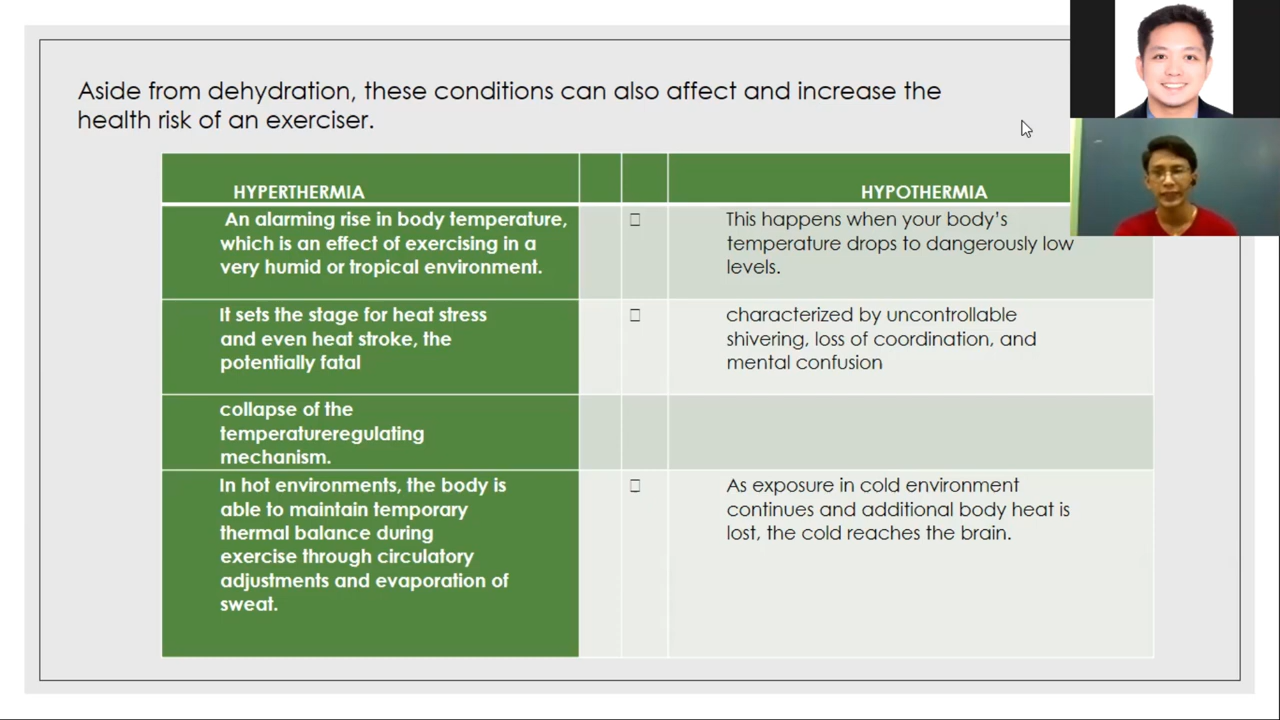 Aside from dehydration, these conditions can also affect and increase the
health risk of an exerciser.
HYPERTHERMIA
HYPOTHERMIA
An alarming rise in body temperature,
which is an effect of exercising in a
very humid or tropical environment.
This happens when your body's
temperature drops to dangerously low
levels.
It sets the stage for heat stress
and even heat stroke, the
potentially fatal
characterized by uncontrollable
shivering, loss of coordination, and
mental confusion
collapse of the
temperatureregulating
mechanism.
In hot environments, the body is
able to maintain temporary
thermal balance during
exercise through circulatory
adjustments and evaporation of
sweat.
As exposure in cold environment
continues and additional body heat is
lost, the cold reaches the brain.